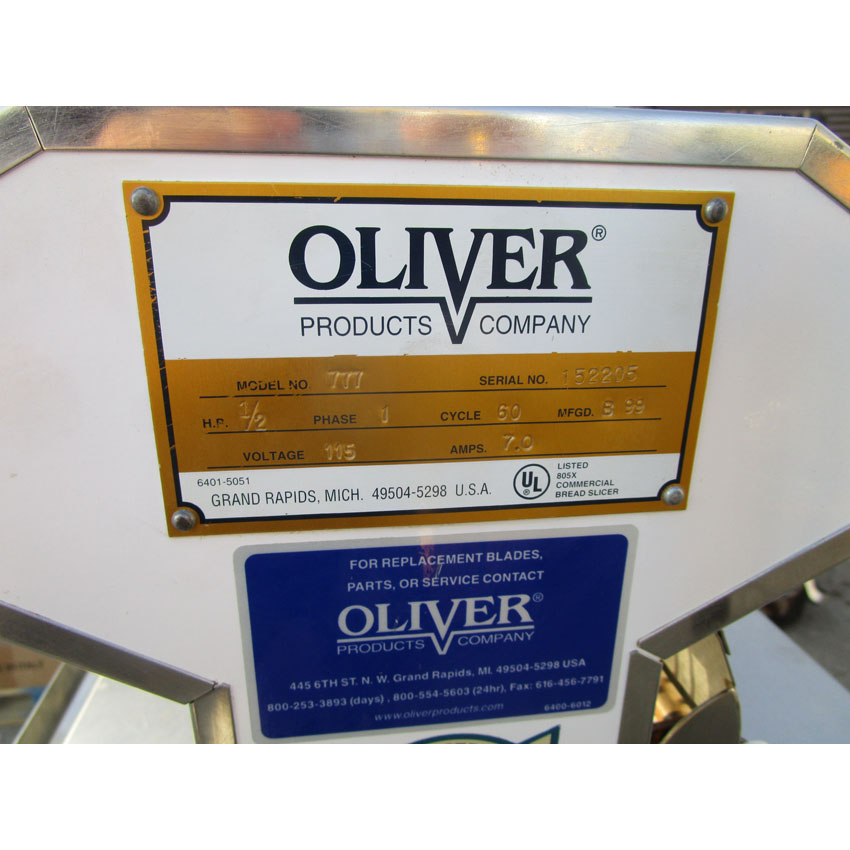 OLIVER®
PRODUCTS COMPANY
MODEL NO. 777 SERIAL NO. 152205
H.P. 1/2 PHASE 1 CYCLE 60 MFGD. 8 99
VOLTAGE 115 AMPS. 7.0
6401-5051
GRAND RAPIDS, MICH. 49504-5298 U.S.A.
UL
LISTED
805X
COMMERCIAL
BREAD SLICER
FOR REPLACEMENT BLADES,
PARTS, OR SERVICE CONTACT
OLIVER®
PRODUCTS COMPANY
445 6TH ST. N. W. Grand Rapids, MI. 49504-5298 USA
800-253-3893 (days) , 800-554-5603 (24hr), Fax: 616-456-7791
www.oliverproducts.com 6400-6012